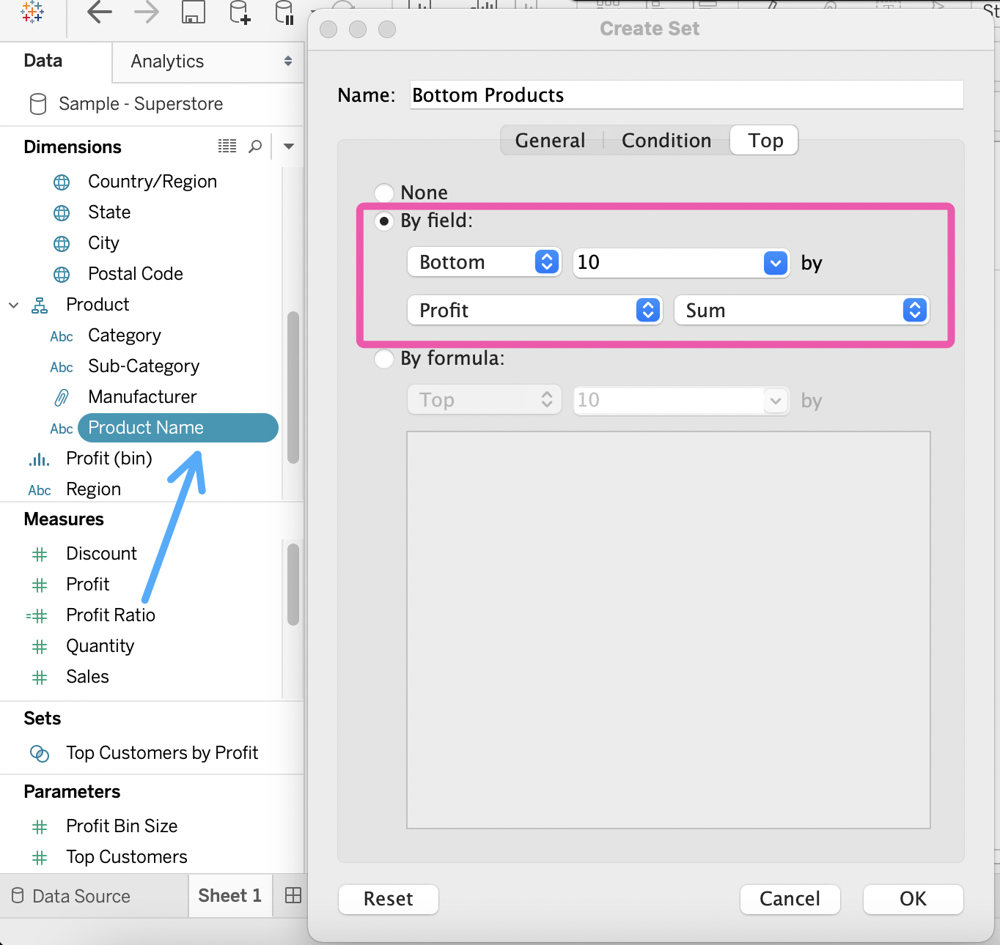 St
Create Set
Data
Analytics
Sample - Superstore
Name: Bottom Products
Dimensions
General
Condition
Top
Country/Region
State
City
Postal Code
Product
Abc Category
Abc Sub-Category
Manufacturer
Abc Product Name
Profit (bin)
Abc Region
None
By field:
Bottom 10 by
Profit Sum
By formula:
Top 10 by
Measures
Discount
Profit
Profit Ratio
Quantity
Sales
Sets
Top Customers by Profit
Parameters
Profit Bin Size
Top Customers
Data Source
Sheet 1
Reset
Cancel
OK